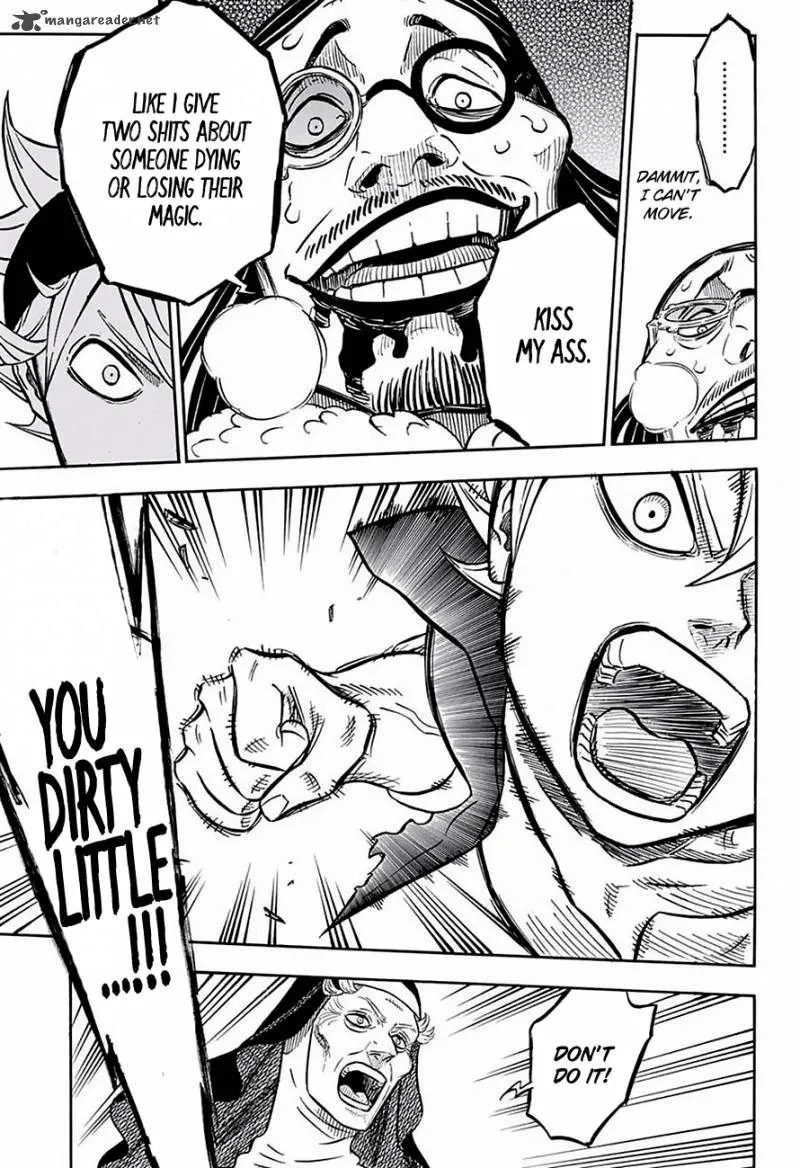 mangareader.net
..........
DAMMIT,
I CAN'T
MOVE.
KISS
MY ASS.
LIKE I GIVE
TWO SHITS ABOUT
SOMEONE DYING
OR LOSING THEIR
MAGIC.
YOU
DIRTY
LITTLE
......!!!
DON'T
DO IT!